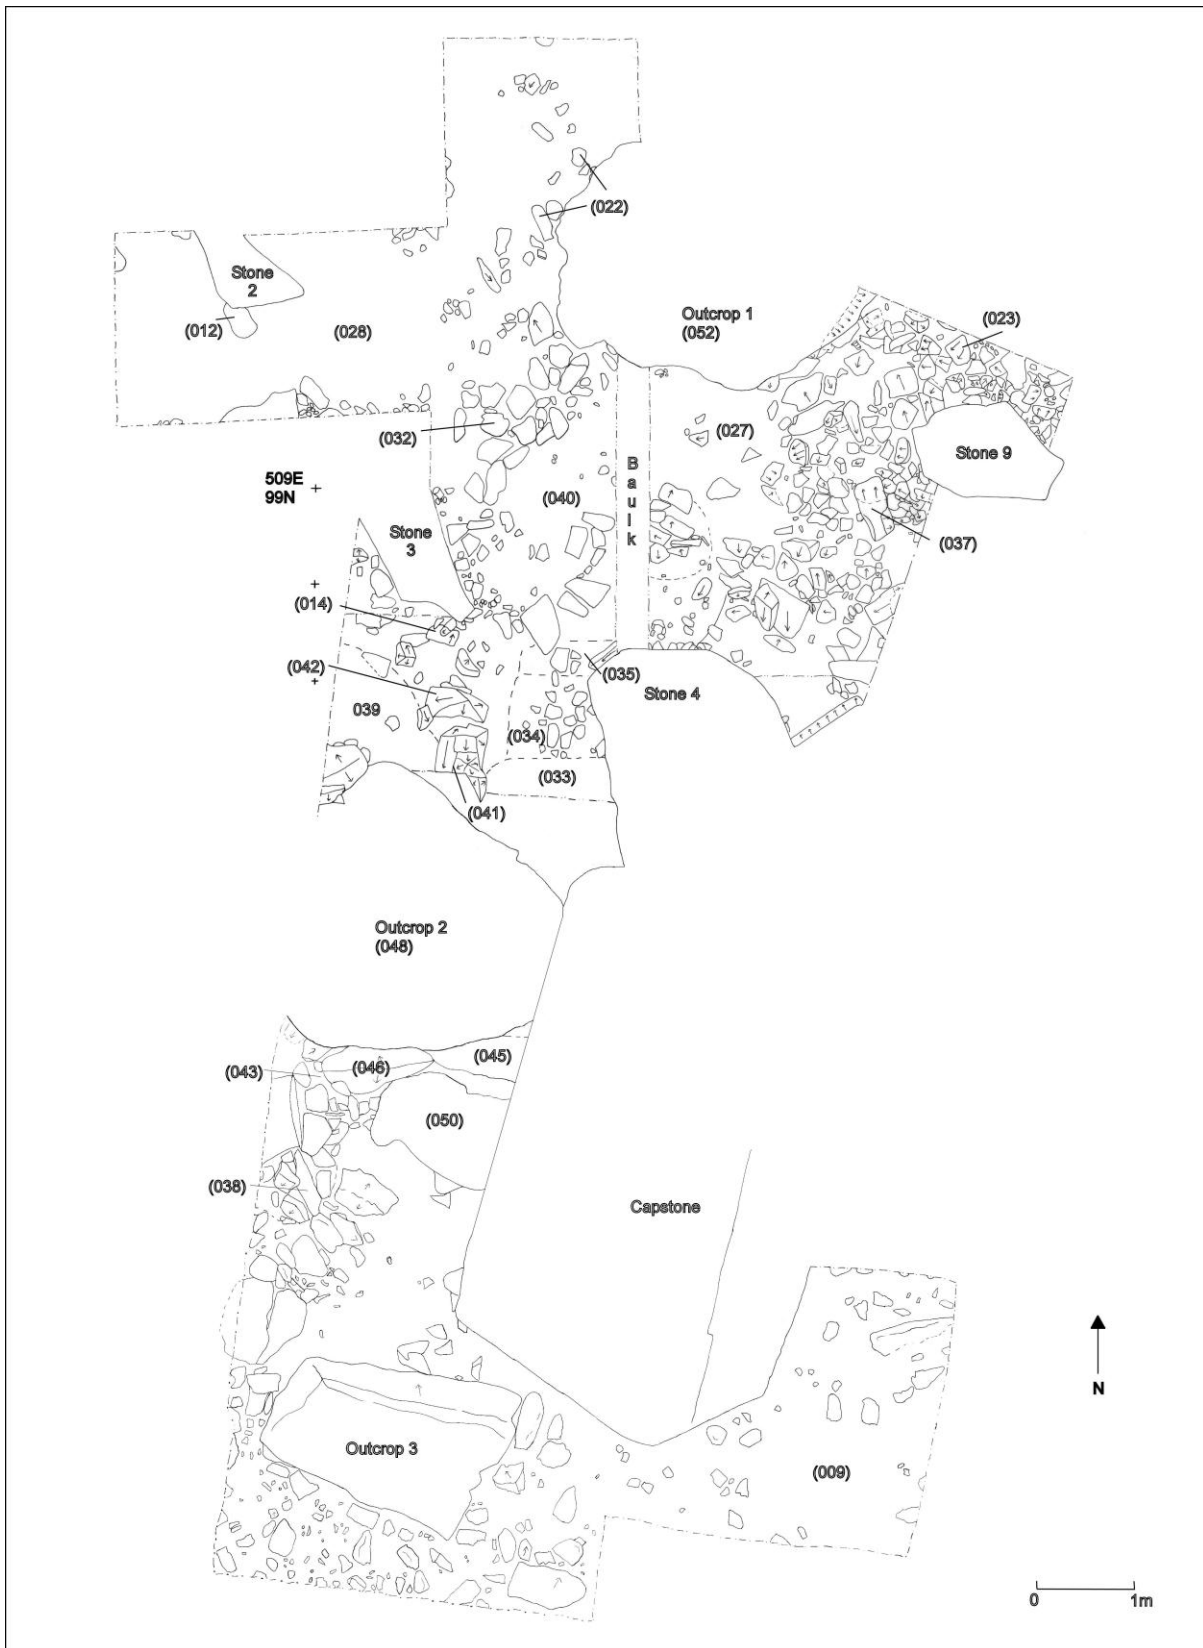 (022)
Stone
2
(012)
(028)
Outcrop 1
(052)
(023)
(032)
(027)
Stone 9
509E
99N
(040)
Baulk
Stone
3
(037)
(014)
(042)
(035)
Stone 4
039
(034)
(033)
(041)
Outcrop 2
(048)
(045)
(046)
(043)
(050)
(038)
Capstone
N
Outcrop 3
(009)
0 1m